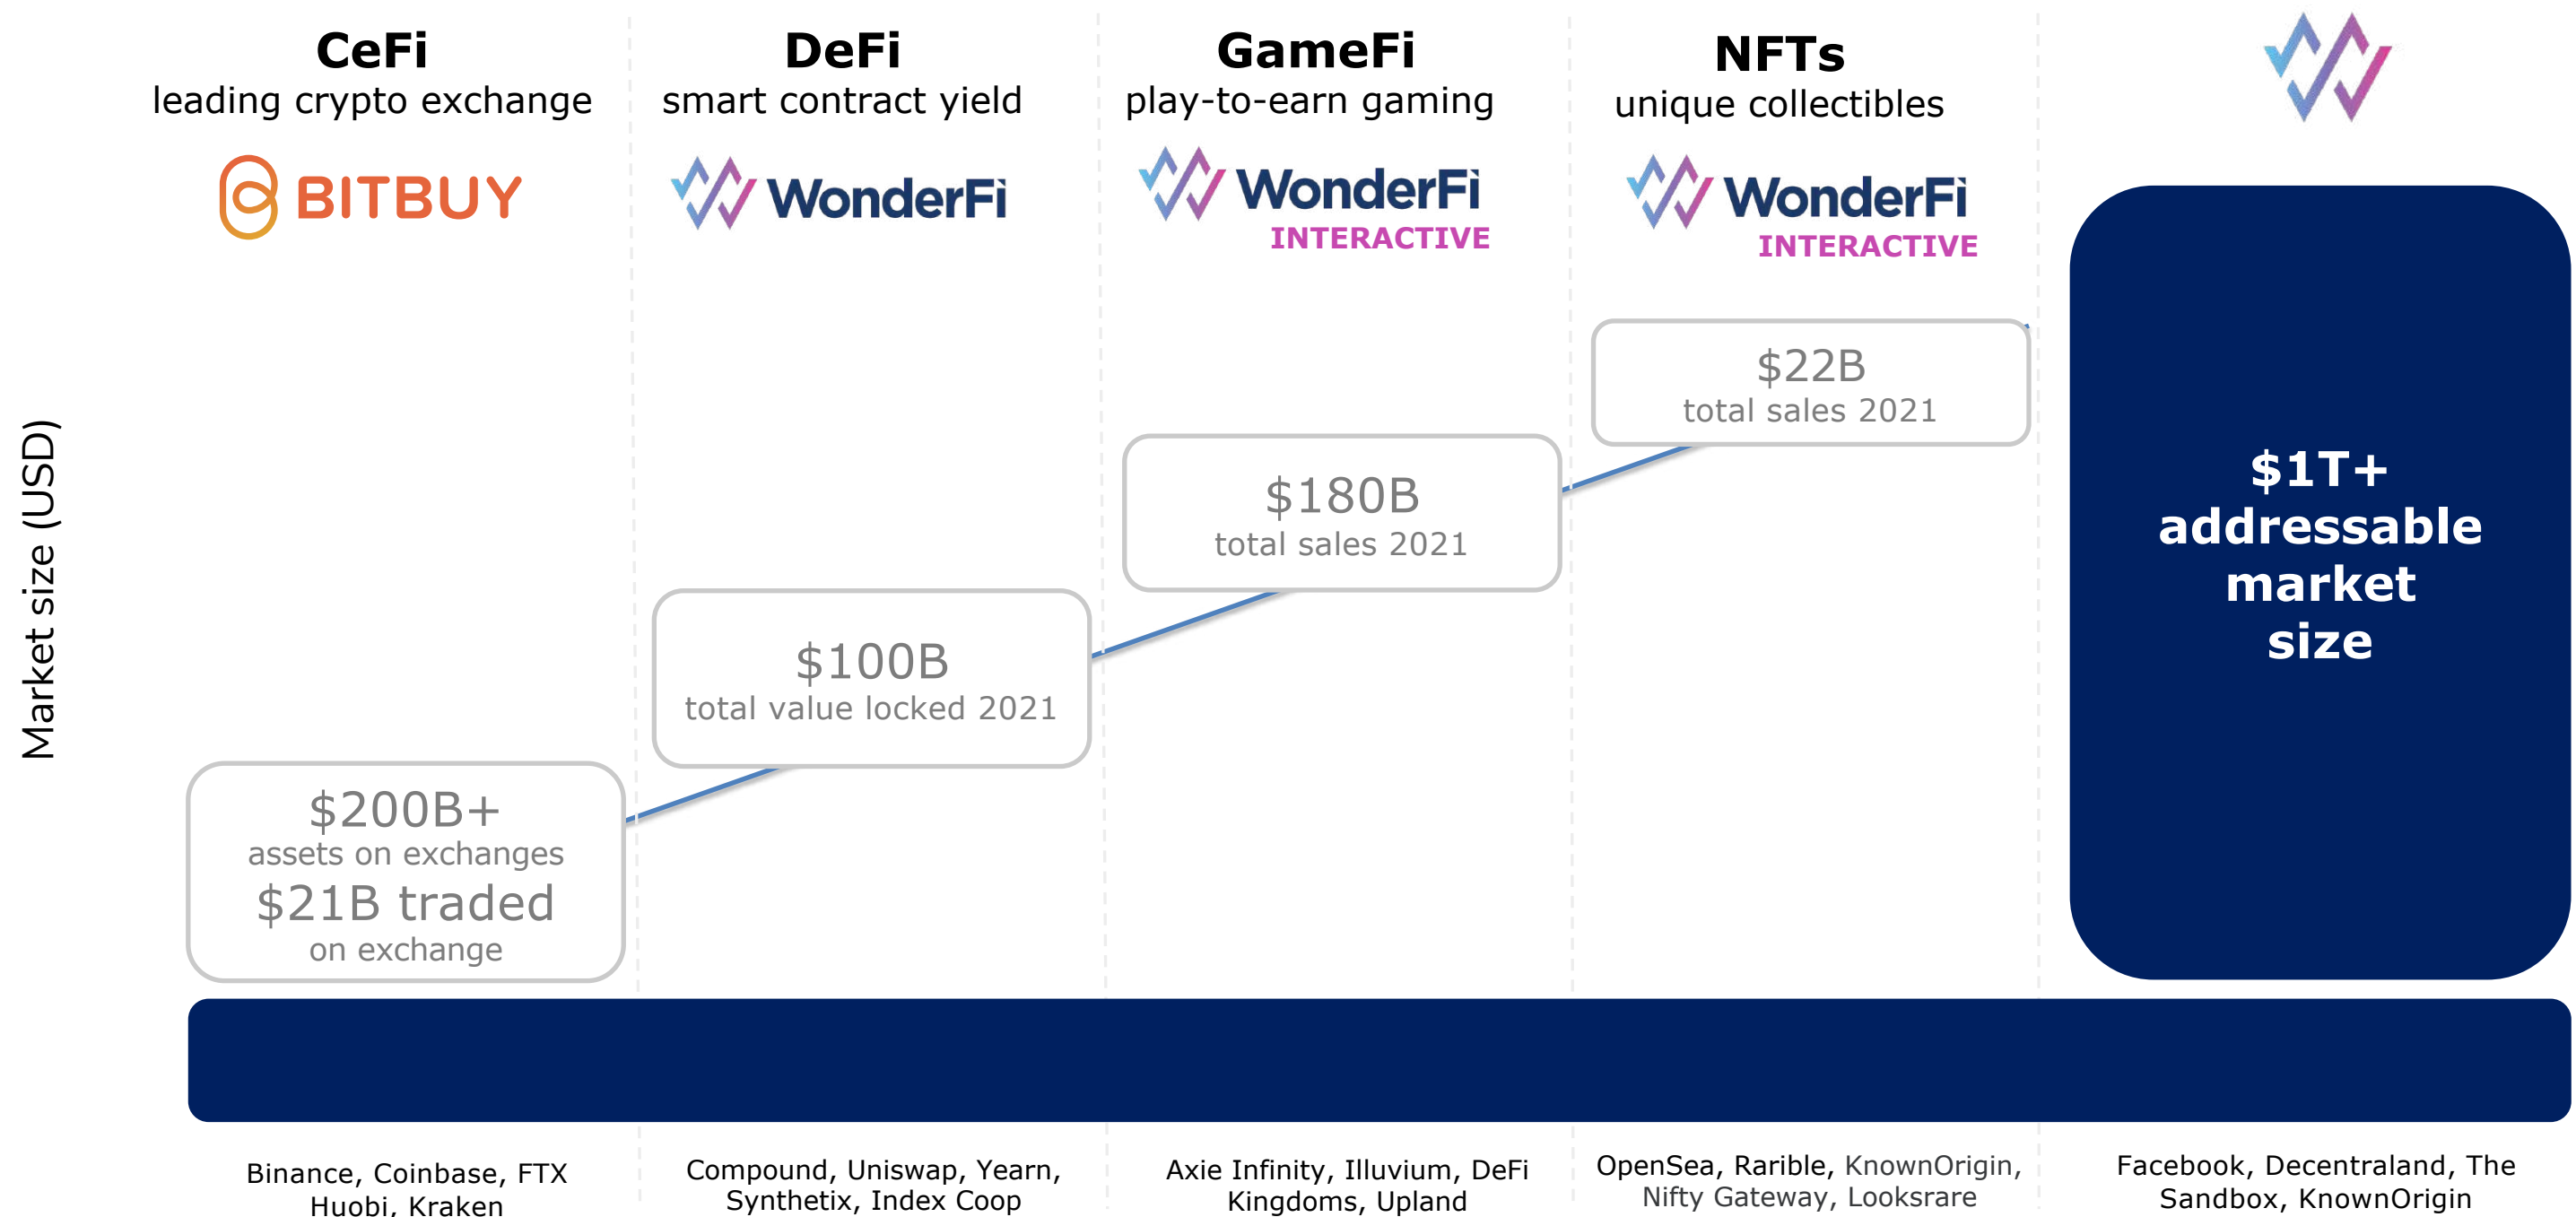 CeFi
leading crypto exchange
BITBUY
DeFi
smart contract yield
WonderFi
GameFi
play-to-earn gaming
WonderFi
INTERACTIVE
NFTs
unique collectibles
WonderFi
INTERACTIVE
Market size (USD)
$200B+
assets on exchanges
$21B traded
on exchange
$100B
total value locked 2021
$180B
total sales 2021
$22B
total sales 2021
$1T+
addressable
market
size
Binance, Coinbase, FTX
Huobi, Kraken
Compound, Uniswap, Yearn,
Synthetix, Index Coop
Axie Infinity, Illuvium, DeFi
Kingdoms, Upland
OpenSea, Rarible, KnownOrigin,
Nifty Gateway, Looksrare
Facebook, Decentraland, The
Sandbox, KnownOrigin